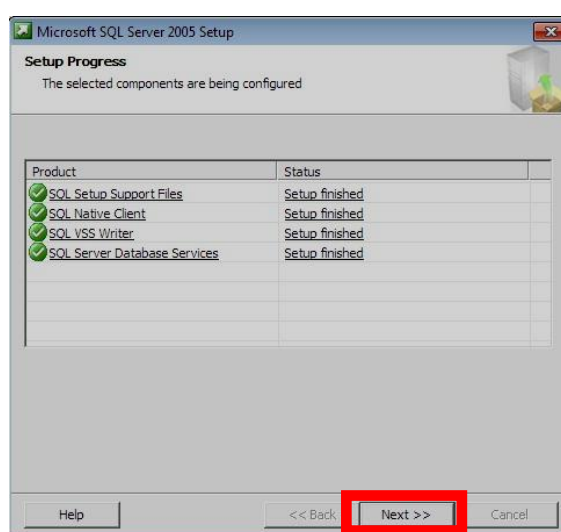 Microsoft SQL Server 2005 Setup
Setup Progress
The selected components are being configured
Product Status
SQL Setup Support Files Setup finished
SQL Native Client Setup finished
SQL VSS Writer Setup finished
SQL Server Database Services Setup finished
Help << Back Next >> Cancel